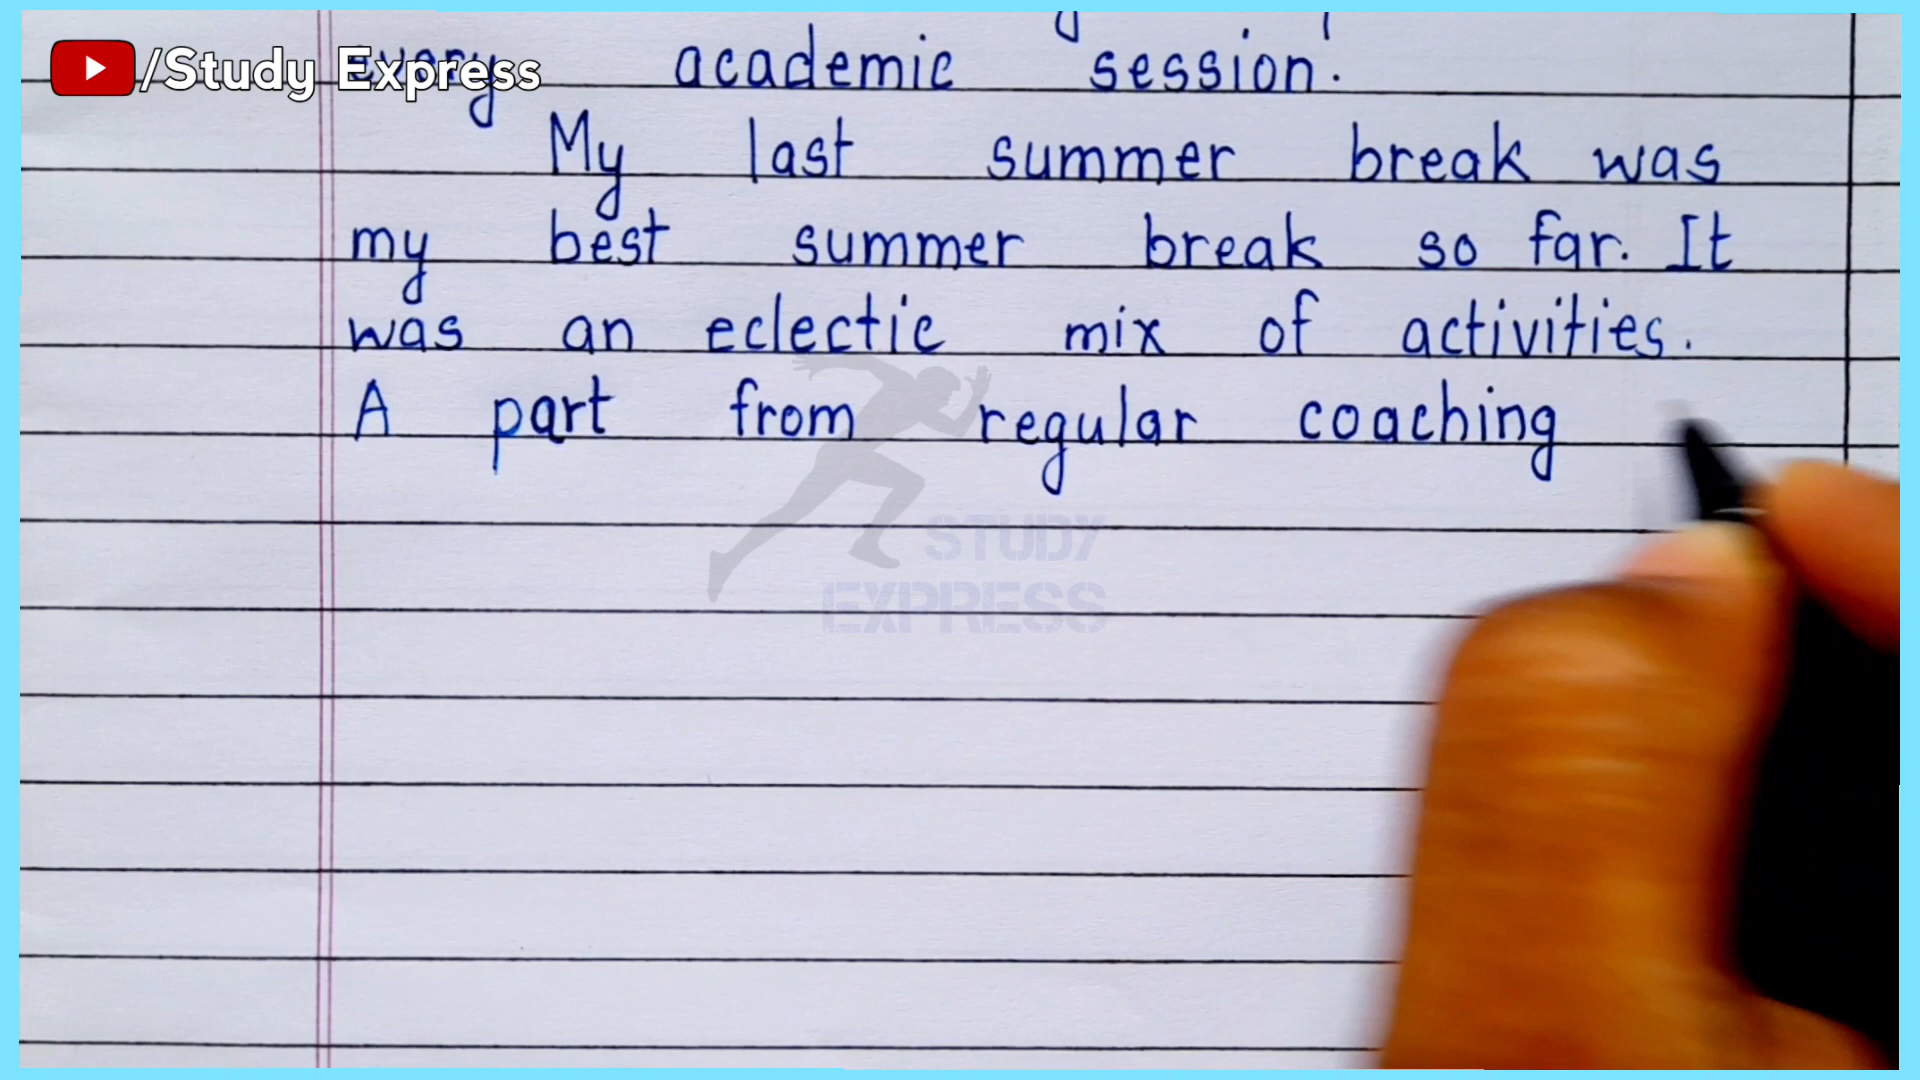 /Study Express
every academic session.
My last summer break was
my best summer break so far. It
was an eclectic mix of activities.
A part from regular coaching
STUDY
EXPRESS